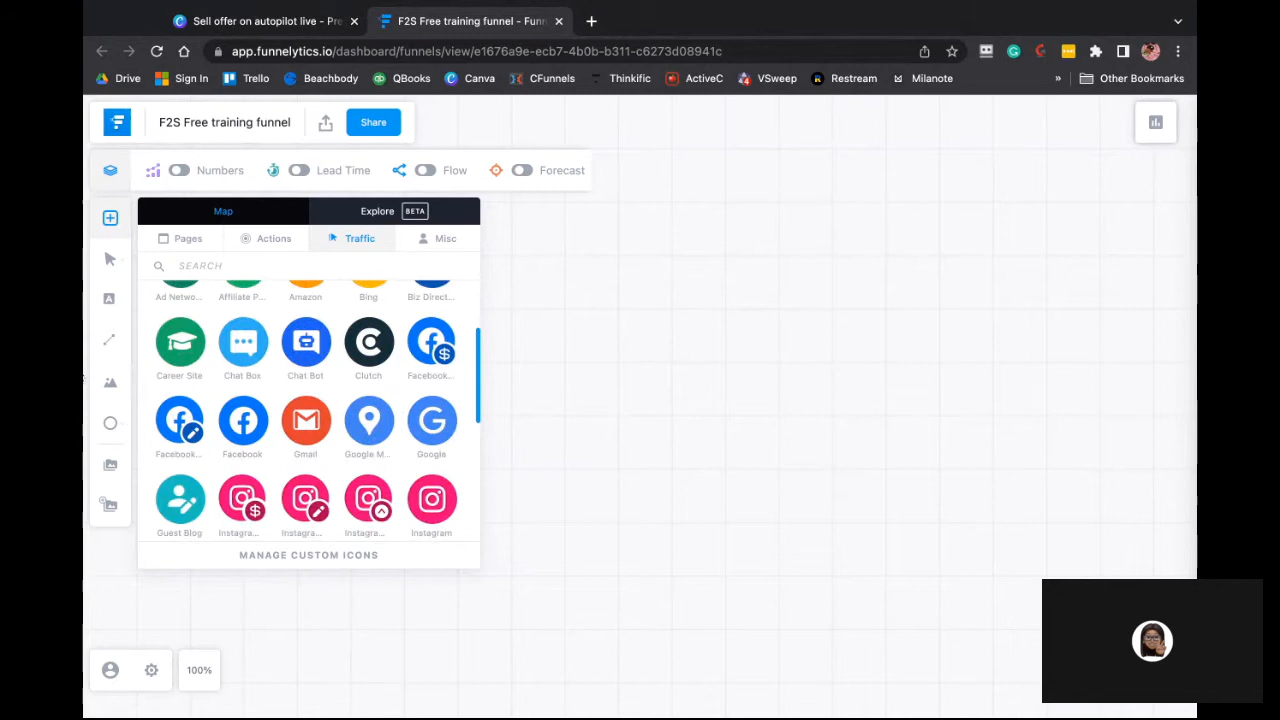 Sell offer on autopilot live - Pre
F2S Free training funnel - Funn
app.funnelytics.io/dashboard/funnels/view/e1676a9e-ecb7-4b0b-b311-c6273d08941c
Drive Sign In Trello Beachbody QBooks Canva CFunnels Thinkific ActiveC VSweep Restream Milanote » Other Bookmarks
F2S Free training funnel Share
Numbers Lead Time Flow Forecast
Map Explore BETA
Pages Actions Traffic Misc
SEARCH
Ad Netwo... Affiliate P... Amazon Bing Biz Direct...
Career Site Chat Box Chat Bot Clutch Facebook...
Facebook... Facebook Gmail Google M... Google
Guest Blog Instagra... Instagra... Instagra... Instagram
MANAGE CUSTOM ICONS
100%